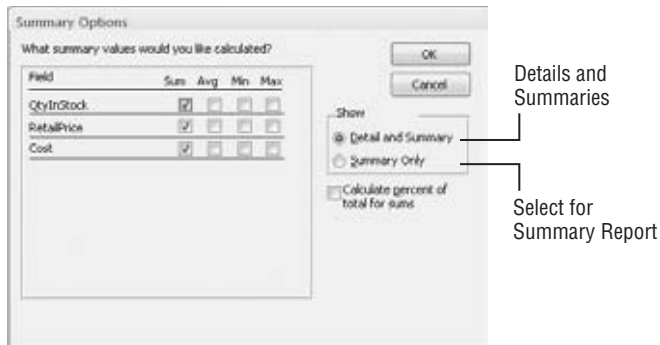 Summary Options
What summary values would you like calculated?
Field Sum Avg Min Max
QtyInStock
RetailPrice
Cost
OK
Cancel
Show
Detail and Summary
Summary Only
Calculate percent of
total for sums
Details and
Summaries
Select for
Summary Report